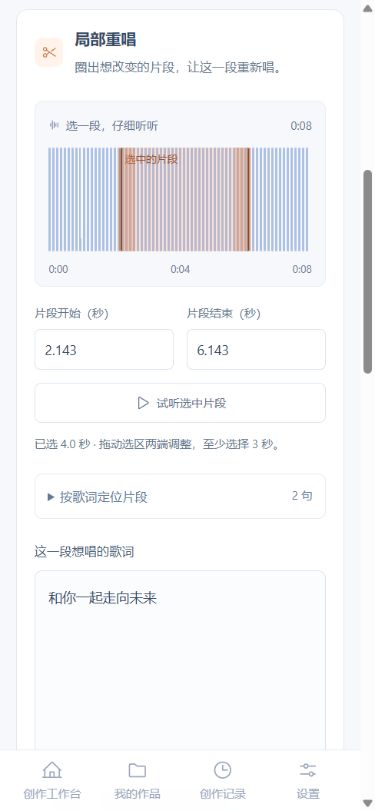 局部重唱
圈出想改变的片段，让这一段重新唱。
选一段，仔细听听 0:08
选中的片段
0:00 0:04 0:08
片段开始（秒） 片段结束（秒）
2.143 6.143
试听选中片段
已选 4.0 秒 · 拖动选区两端调整，至少选择 3 秒。
按歌词定位片段 2 句
这一段想唱的歌词
和你一起走向未来
创作工作台 我的作品 创作记录 设置